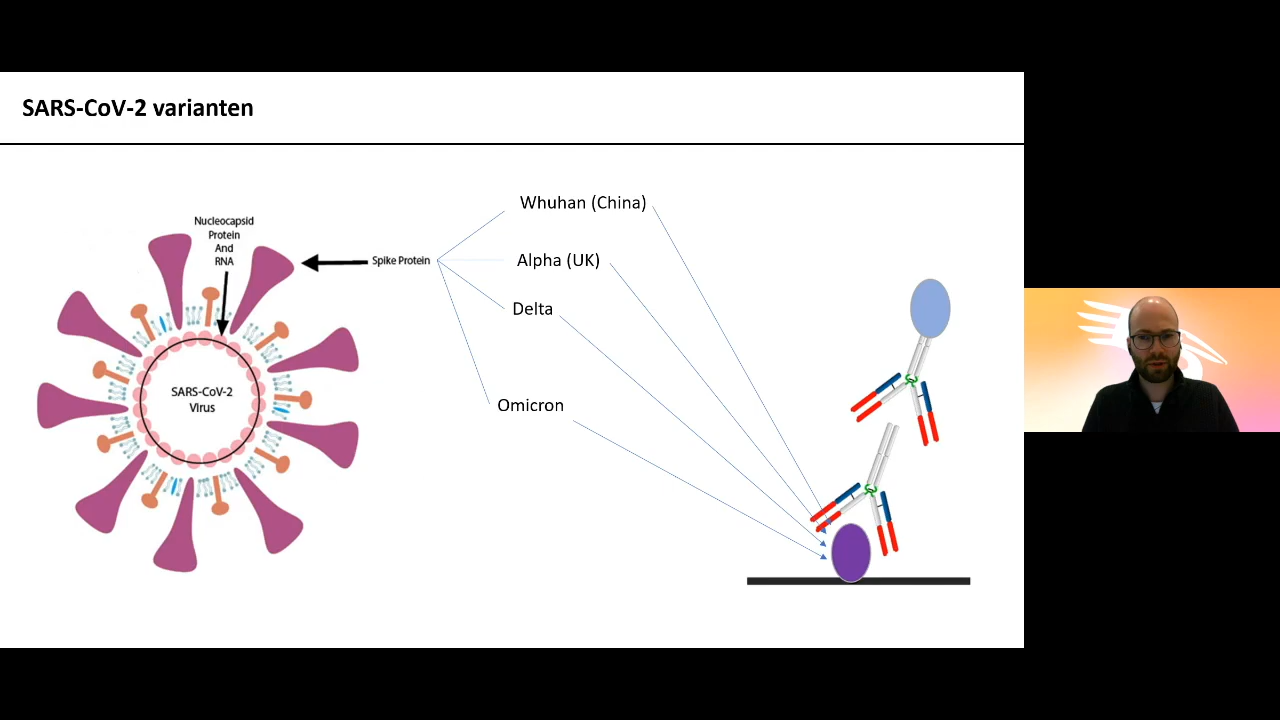 SARS-CoV-2 varianten
Nucleocapsid
Protein
And
RNA
Spike Protein
Whuhan (China)
Alpha (UK)
Delta
Omicron
SARS-CoV-2
Virus